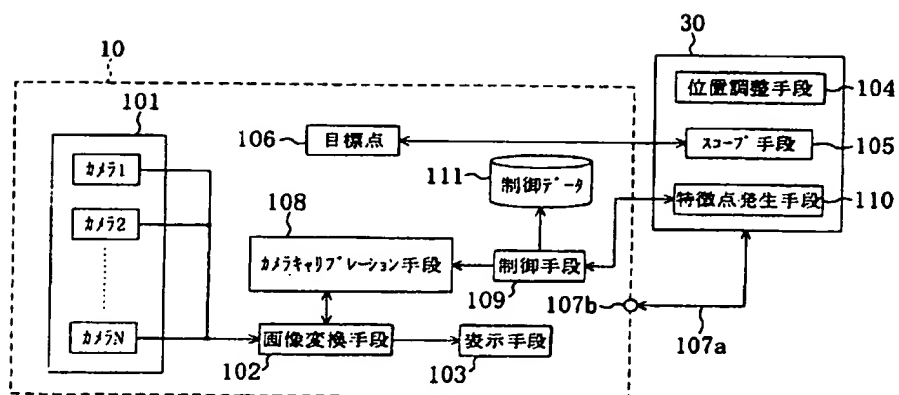 10
30
101
位置調整手段
104
106
目標点
スコープ手段
105
カメラ1
111
制御データ
特徴点発生手段
110
カメラ2
108
カメラキャリブレーション手段
制御手段
109
107b
カメラN
画像変換手段
表示手段
107a
102
103